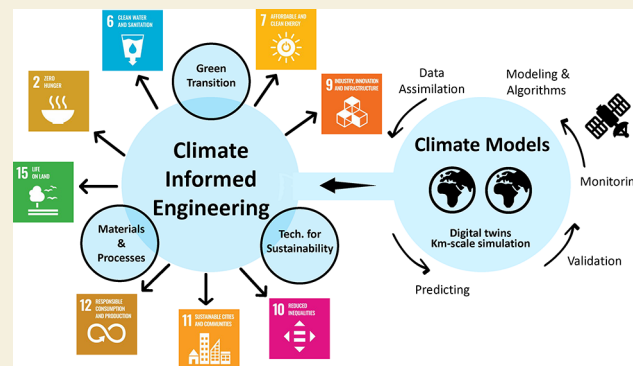 6 CLEAN WATER
AND SANITATION
7 AFFORDABLE AND
CLEAN ENERGY
Green
Transition
2 ZERO
HUNGER
9 INDUSTRY, INNOVATION
AND INFRASTRUCTURE
Data
Assimilation
Modeling &
Algorithms
Climate
Informed
Engineering
Climate Models
15 LIFE
ON LAND
Monitorin
Materials
&
Processes
Tech. for
Sustainability
Digital twins
Km-scale simulation
Validation
Predicting
12 RESPONSIBLE
CONSUMPTION
AND PRODUCTION
11 SUSTAINABLE CITIES
AND COMMUNITIES
10 REDUCED
INEQUALITIES